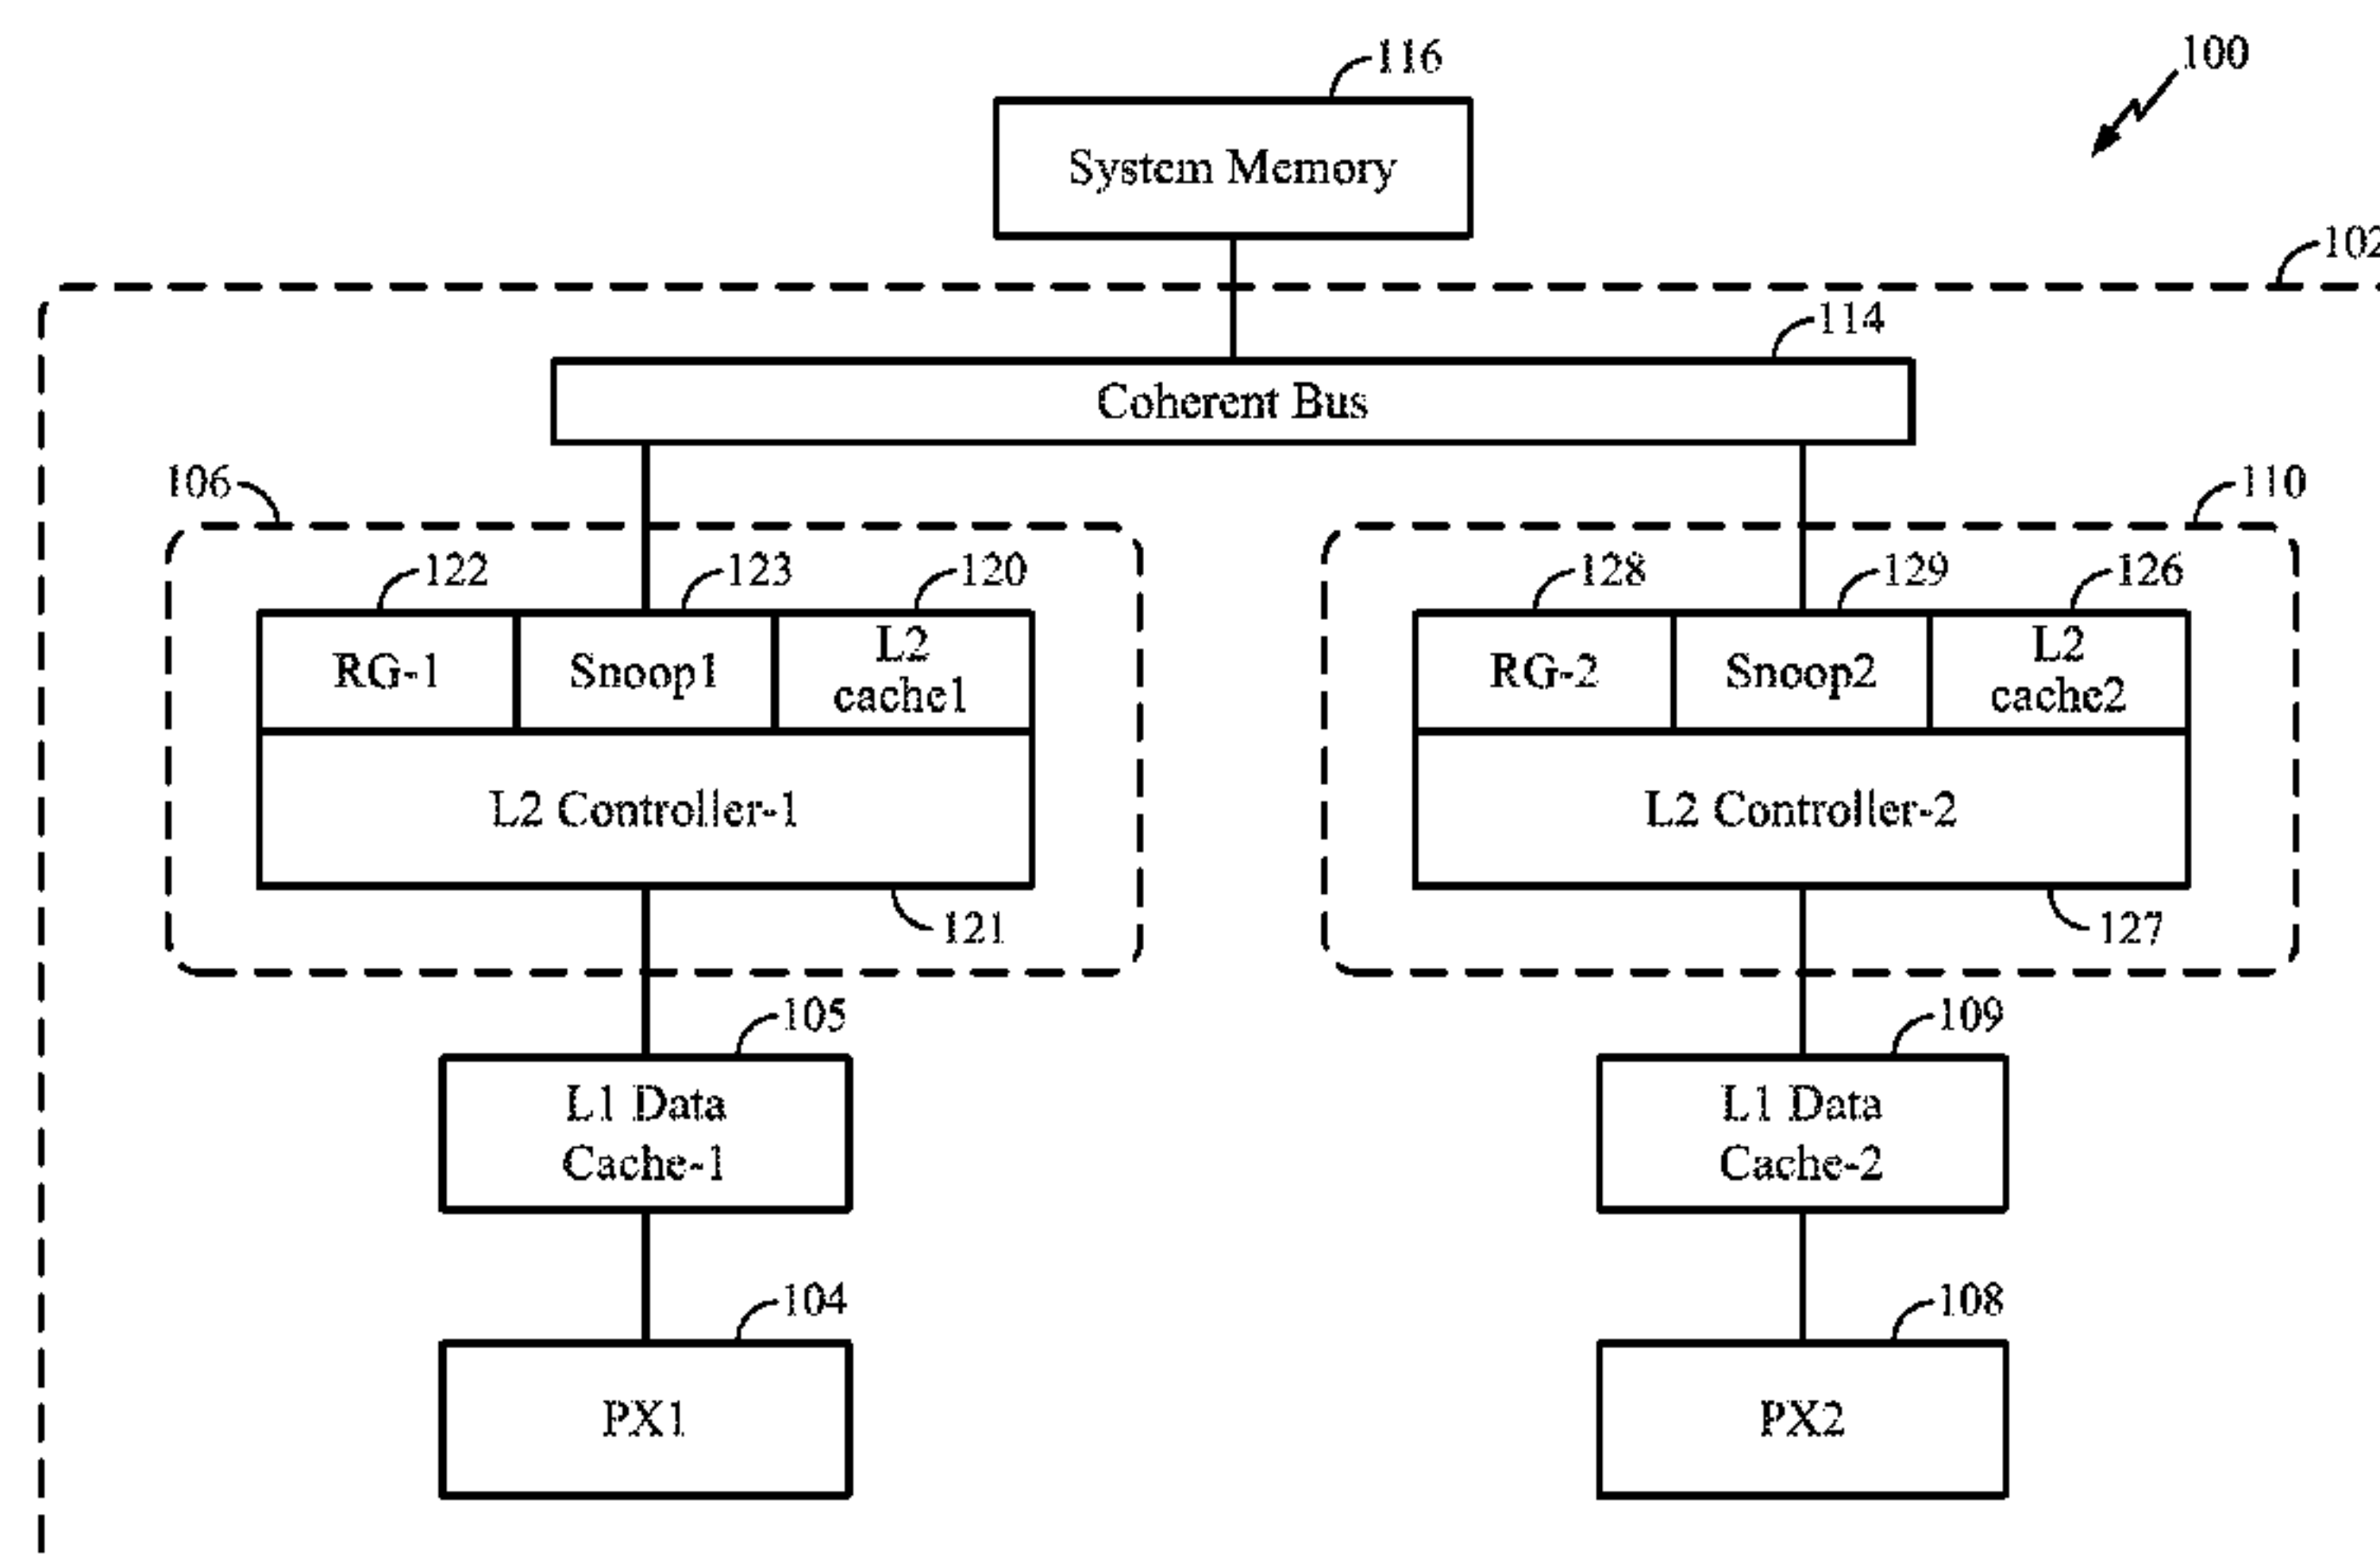 116
100
System Memory
102
114
Coherent Bus
106
110
122
123
120
128
129
126
RG-1
Snoop1
L2
cache1
RG-2
Snoop2
L2
cache2
L2 Controller-1
L2 Controller-2
121
127
105
109
L1 Data
Cache-1
L1 Data
Cache-2
104
108
PX1
PX2